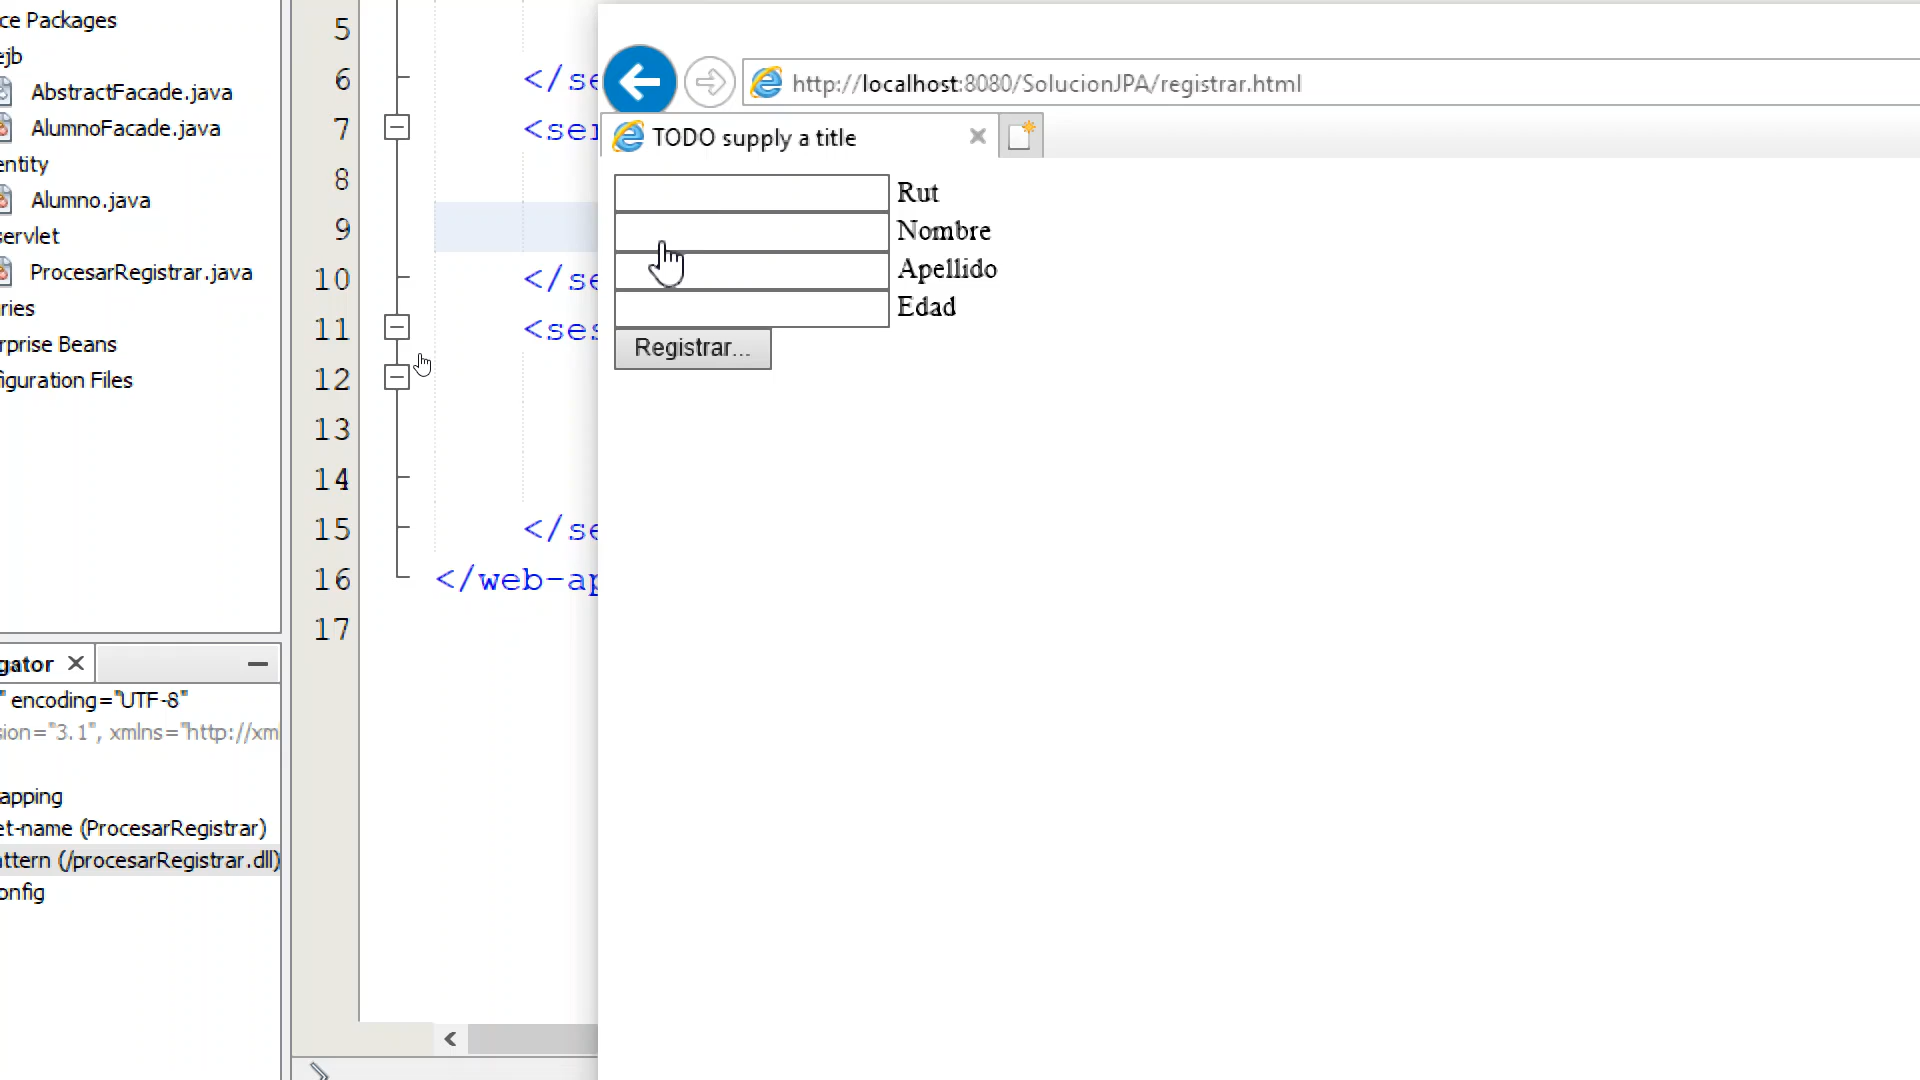 ce Packages
ejb
AbstractFacade.java
AlumnoFacade.java
entity
Alumno.java
servlet
ProcesarRegistrar.java
ries
rprise Beans
figuration Files
gator
" encoding="UTF-8"
sion="3.1", xmlns="http://xml
apping
et-name (ProcesarRegistrar)
attern (/procesarRegistrar.dll)
onfig
5
6 </se
7 <ser
8
9
10 </se
11 <ses
12
13
14
15 </se
16 </web-ap
17
http://localhost:8080/SolucionJPA/registrar.html
TODO supply a title
Rut
Nombre
Apellido
Edad
Registrar...